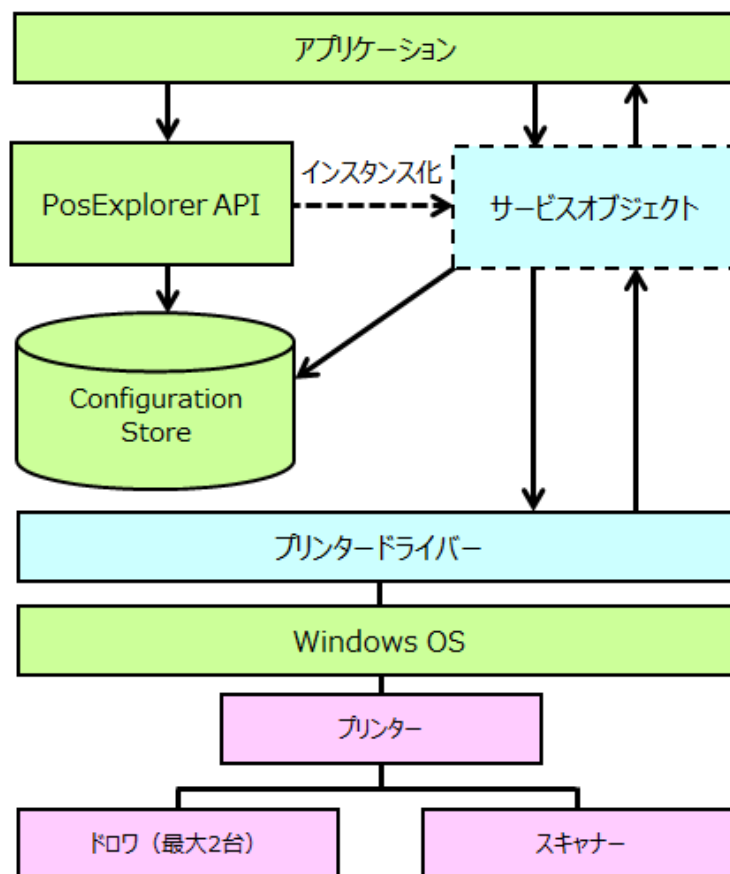 アプリケーション
PosExplorer API
インスタンス化
サービスオブジェクト
Configuration
Store
プリンタードライバー
Windows OS
プリンター
ドロワ（最大2台）
スキャナー